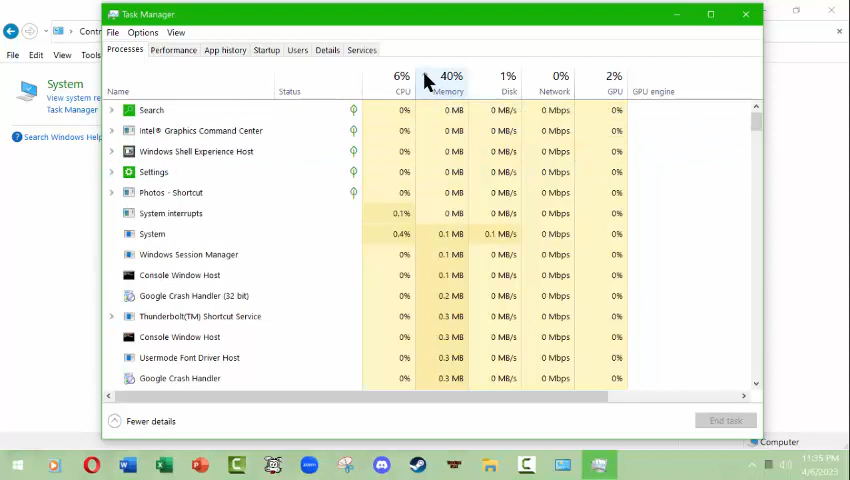 Task Manager
Contr
File Options View
File Edit View Tools
Processes Performance App history Startup Users Details Services
System
View system re
Task Manager
Search Windows Help
6% 40% 1% 0% 2%
Name Status CPU Memory Disk Network GPU GPU engine
Search 0% 0 MB 0 MB/s 0 Mbps 0%
Intel® Graphics Command Center 0% 0 MB 0 MB/s 0 Mbps 0%
Windows Shell Experience Host 0% 0 MB 0 MB/s 0 Mbps 0%
Settings 0% 0 MB 0 MB/s 0 Mbps 0%
Photos - Shortcut 0% 0 MB 0 MB/s 0 Mbps 0%
System interrupts 0.1% 0 MB 0 MB/s 0 Mbps 0%
System 0.4% 0.1 MB 0.1 MB/s 0 Mbps 0%
Windows Session Manager 0% 0.1 MB 0 MB/s 0 Mbps 0%
Console Window Host 0% 0.1 MB 0 MB/s 0 Mbps 0%
Google Crash Handler (32 bit) 0% 0.2 MB 0 MB/s 0 Mbps 0%
Thunderbolt(TM) Shortcut Service 0% 0.3 MB 0 MB/s 0 Mbps 0%
Console Window Host 0% 0.3 MB 0 MB/s 0 Mbps 0%
Usermode Font Driver Host 0% 0.3 MB 0 MB/s 0 Mbps 0%
Google Crash Handler 0% 0.3 MB 0 MB/s 0 Mbps 0%
Fewer details End task
Computer
11:35 PM
4/6/2023